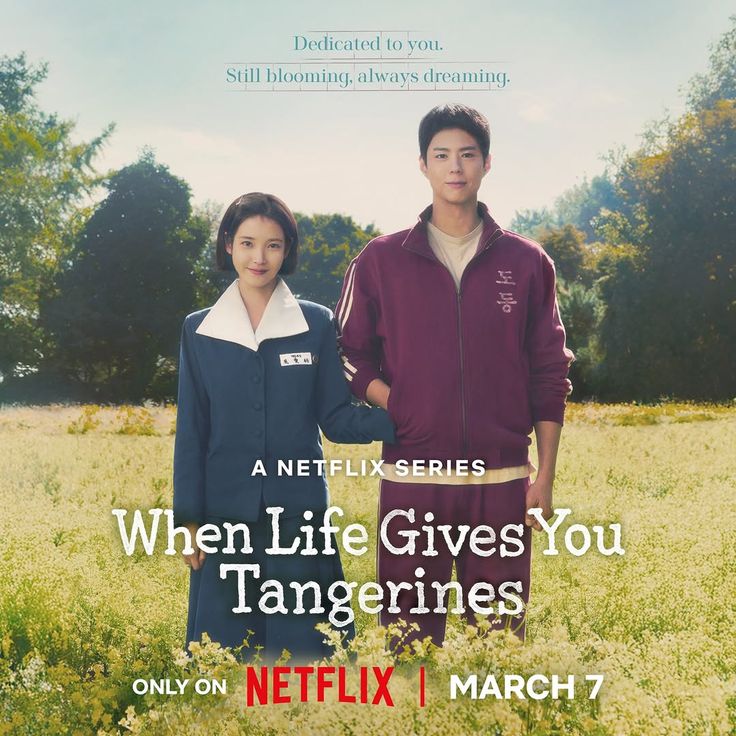 Dedicated to you.
Still blooming, always dreaming.
도
동
A NETFLIX SERIES
When Life Gives You
Tangerines
ONLY ON NETFLIX | MARCH 7